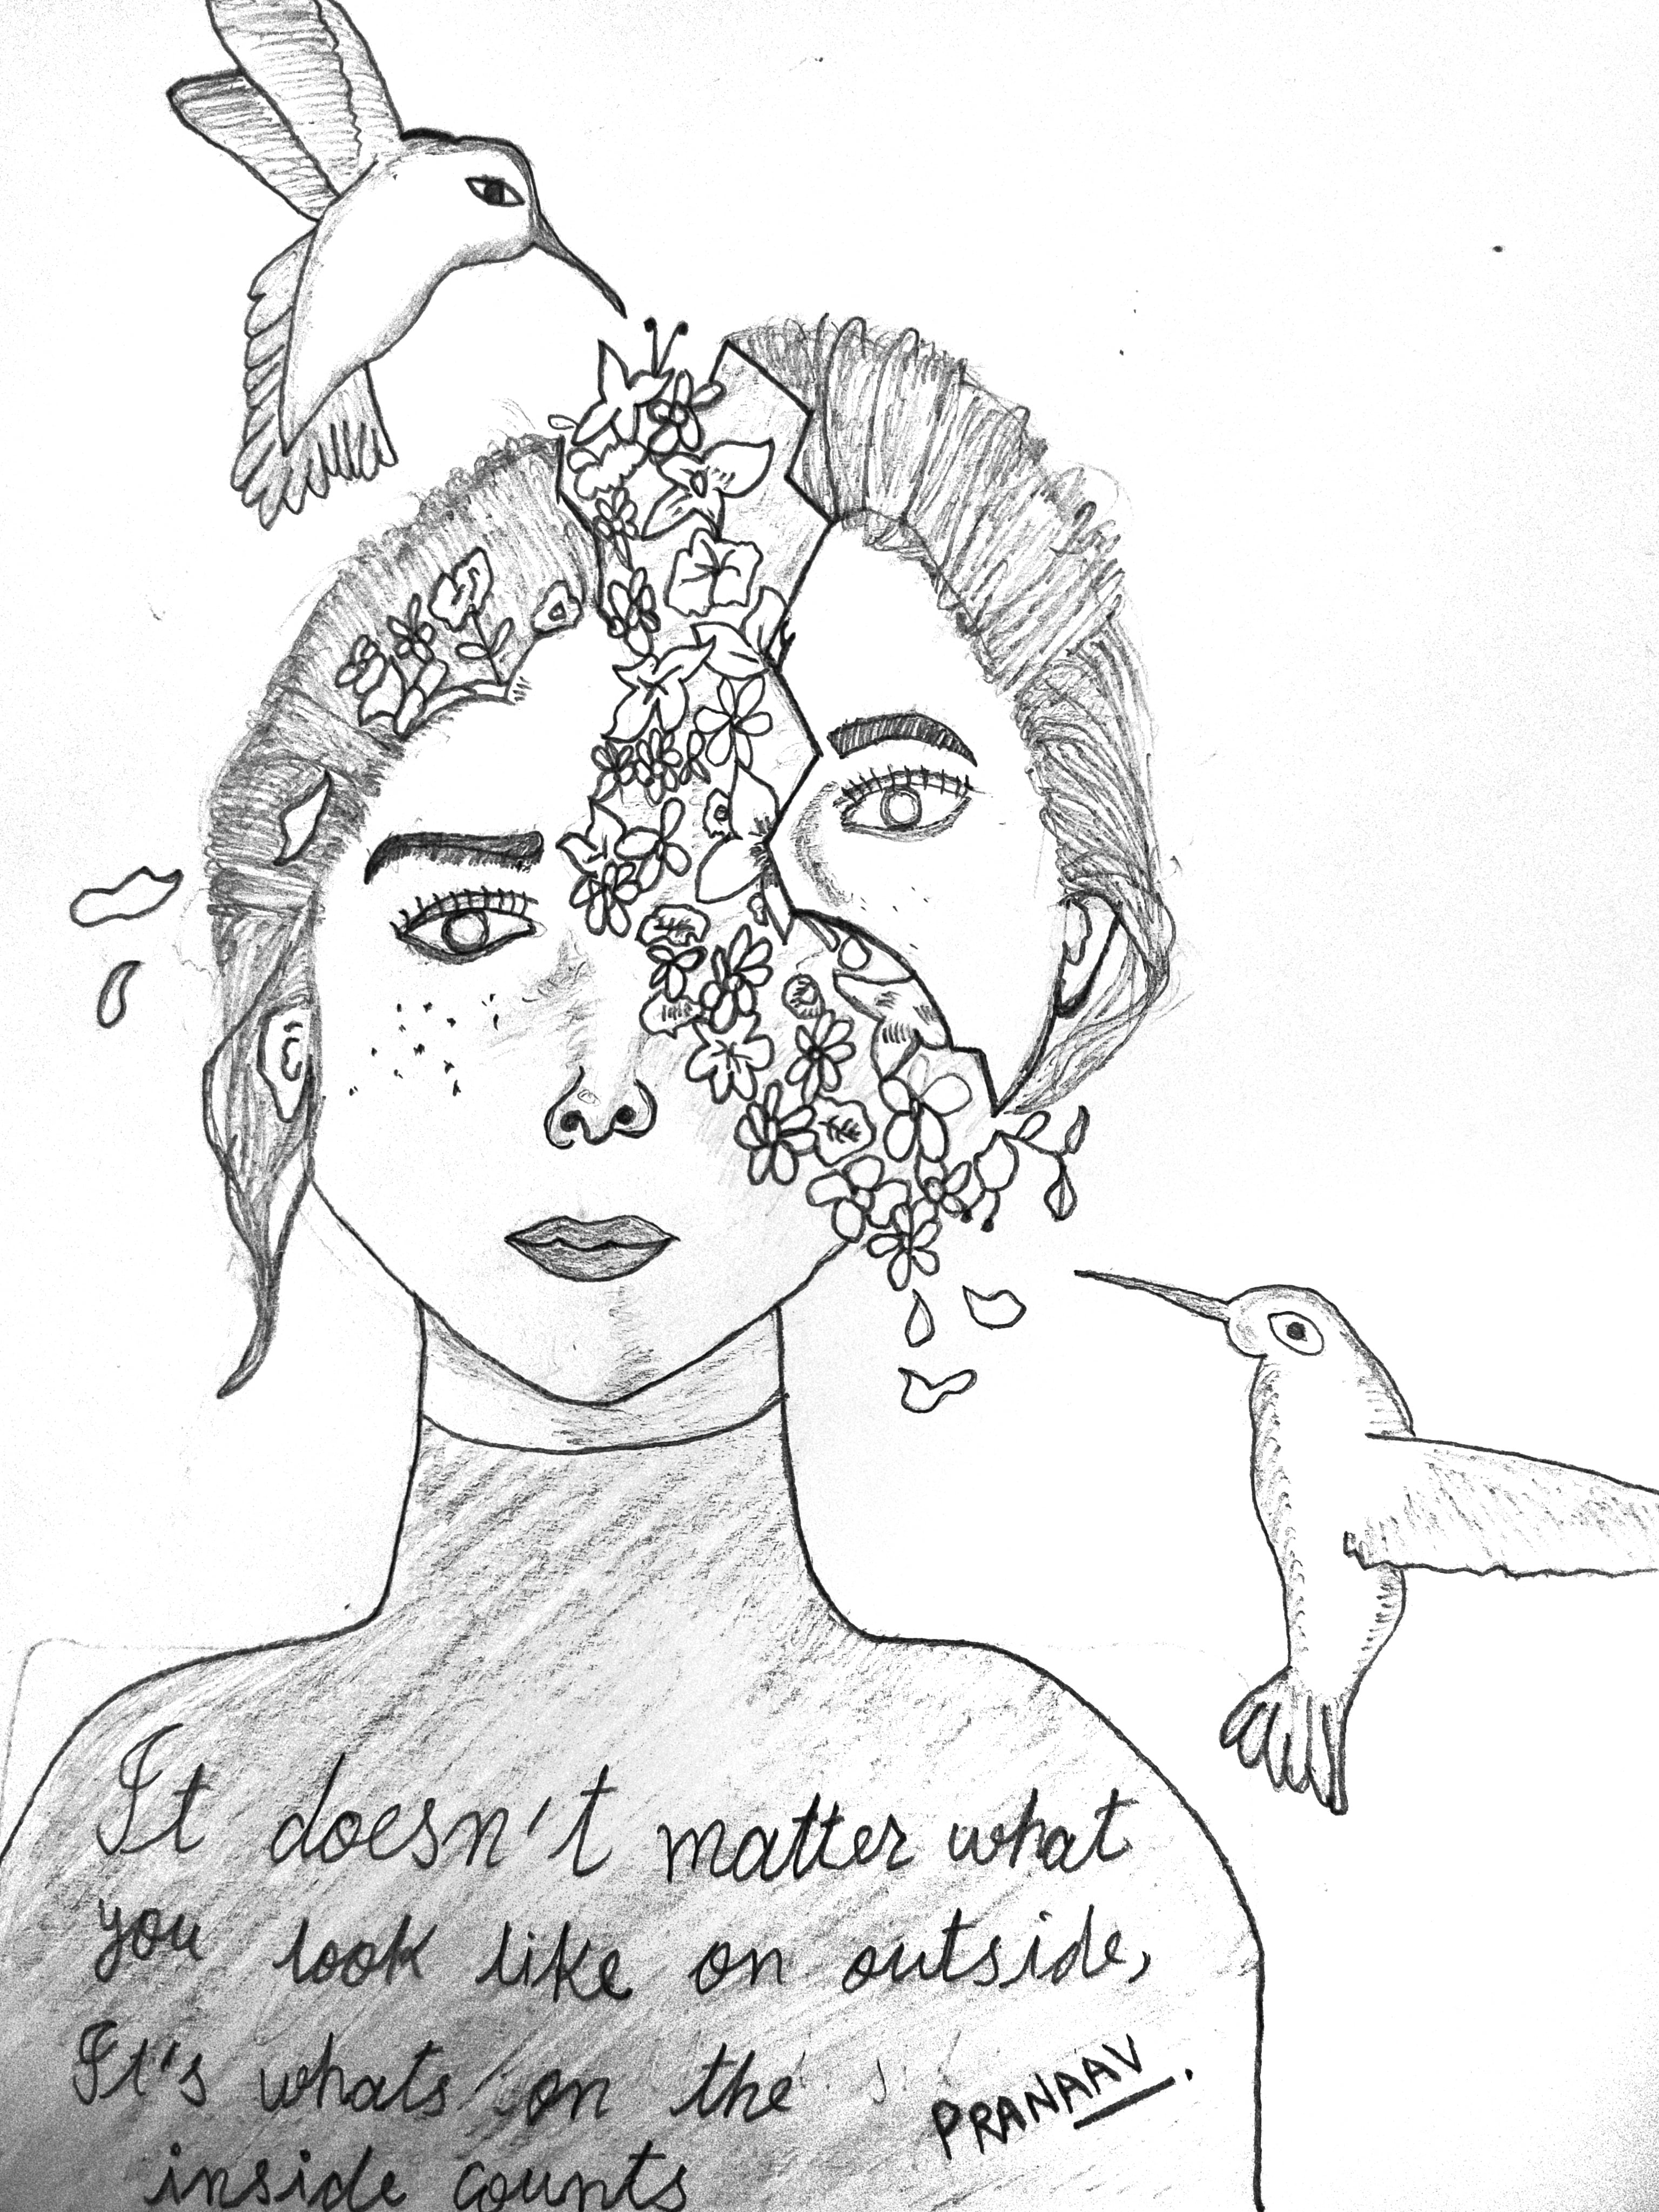 It doesn't matter what
you look like on outside,
It's whats on the
inside counts
PRANAAV.